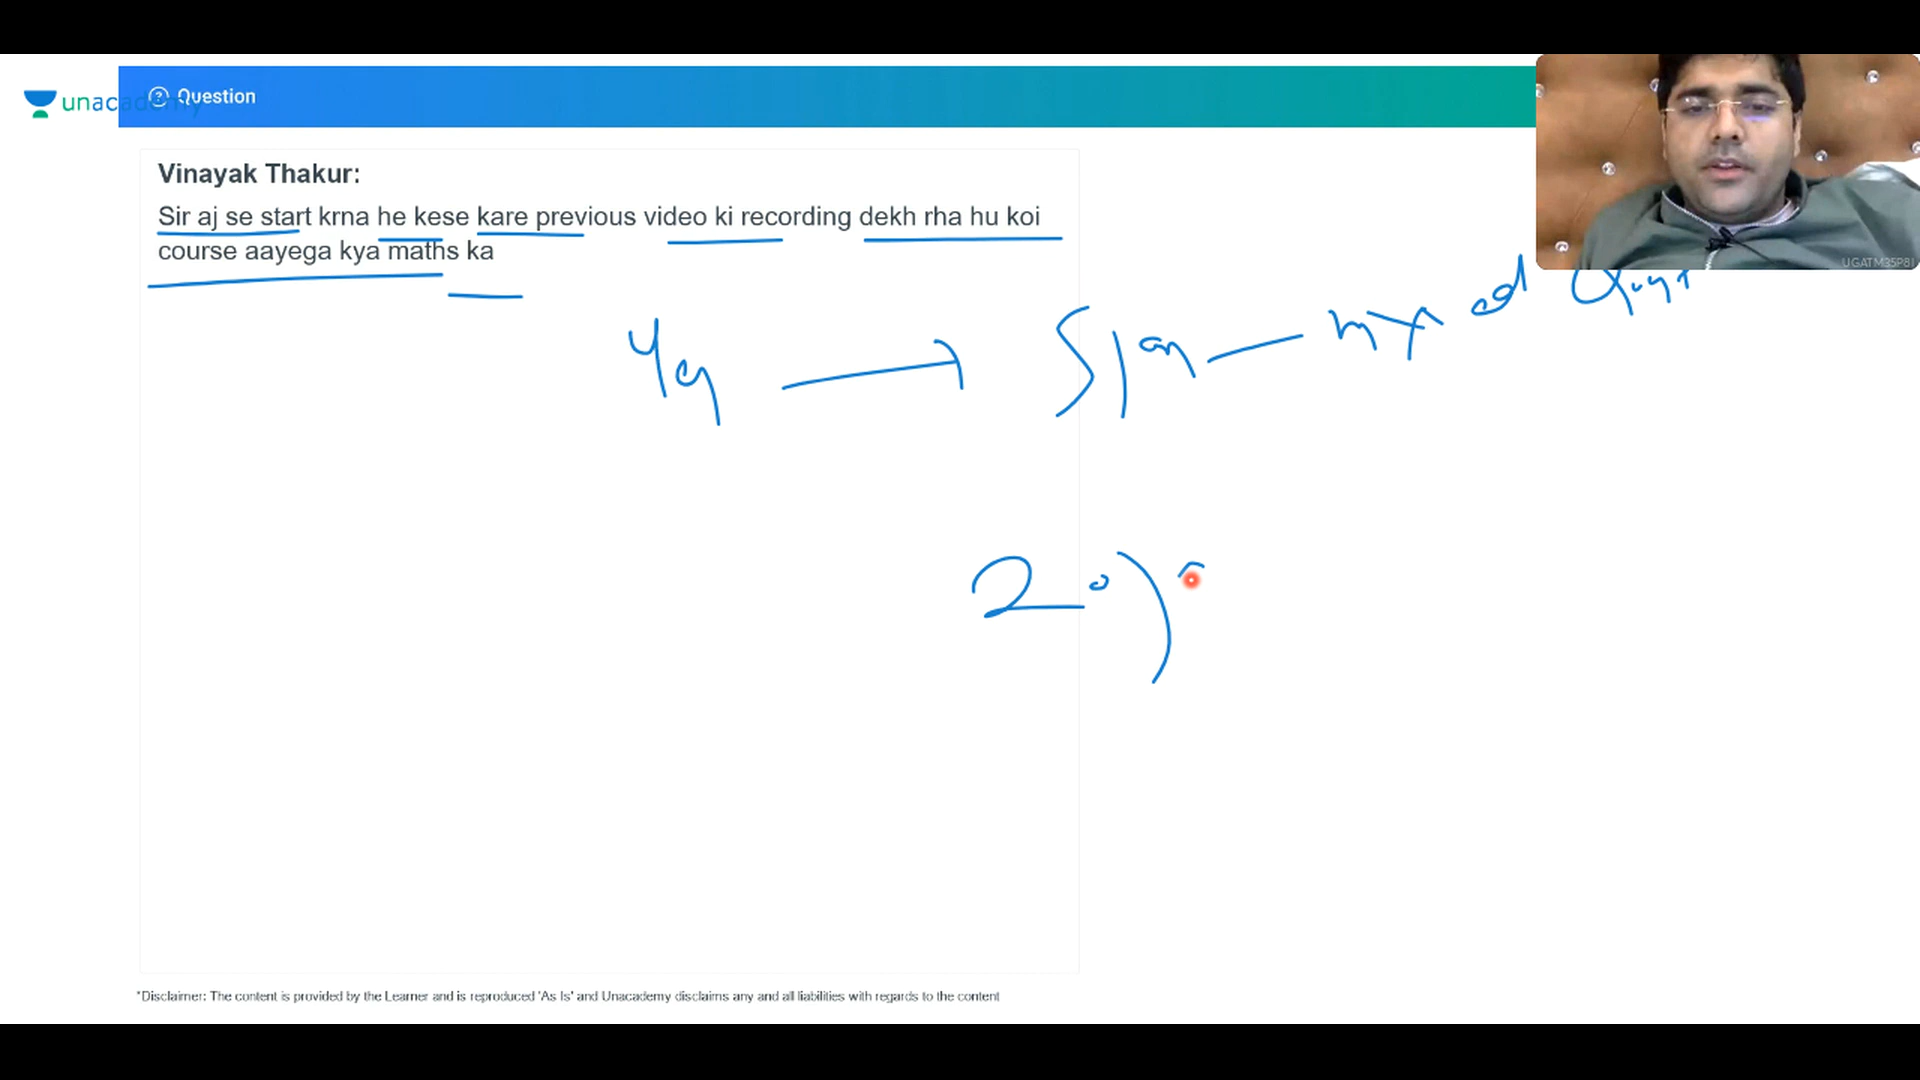 unacademy
Question
Vinayak Thakur:
Sir aj se start krna he kese kare previous video ki recording dekh rha hu koi
course aayega kya maths ka
UGATM35P8I
20
*Disclaimer: The content is provided by the Learner and is reproduced 'As Is' and Unacademy disclaims any and all liabilities with regards to the content